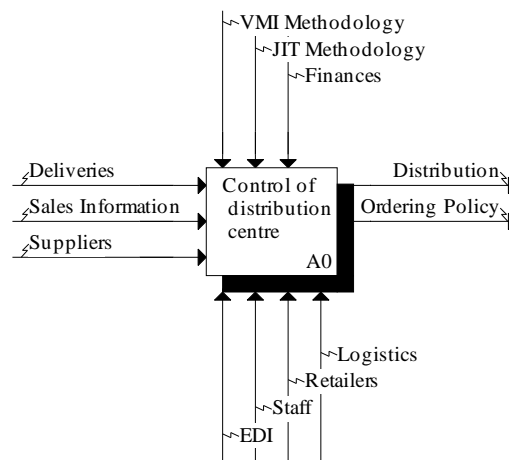 VMI Methodology
JIT Methodology
Finances
Deliveries
Sales Information
Suppliers
Control of
distribution
centre
A0
Distribution
Ordering Policy
Logistics
Retailers
Staff
EDI